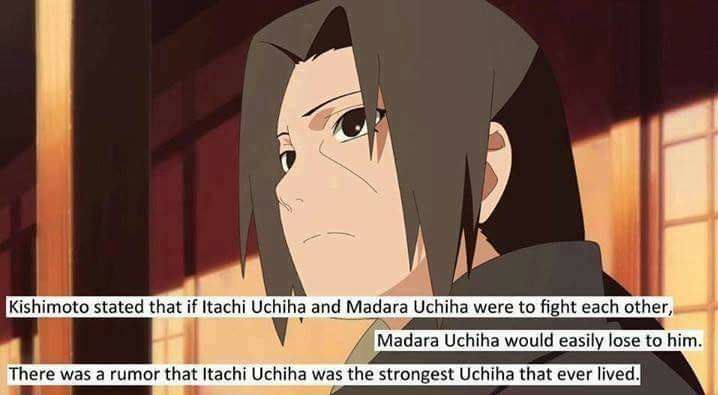 Kishimoto stated that if Itachi Uchiha and Madara Uchiha were to fight each other,
Madara Uchiha would easily lose to him.
There was a rumor that Itachi Uchiha was the strongest Uchiha that ever lived.